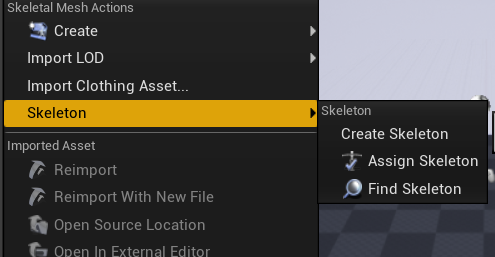 Skeletal Mesh Actions
Create
Import LOD
Import Clothing Asset...
Skeleton
Skeleton
Create Skeleton
Assign Skeleton
Find Skeleton
Imported Asset
Reimport
Reimport With New File
Open Source Location
Open In External Editor